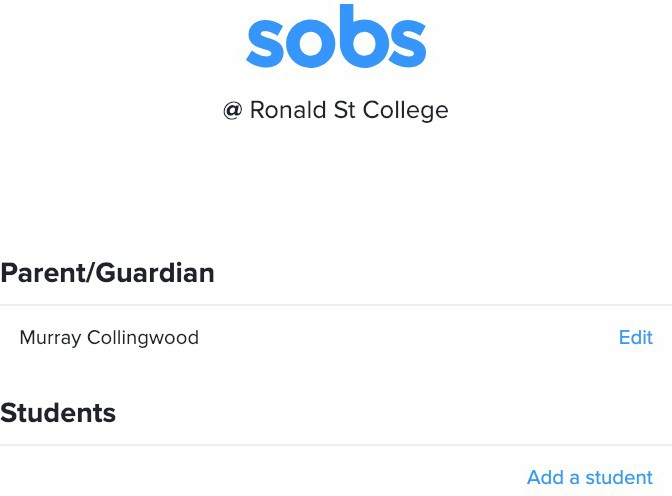 sobs
@ Ronald St College
Parent/Guardian
Murray Collingwood Edit
Students
Add a student